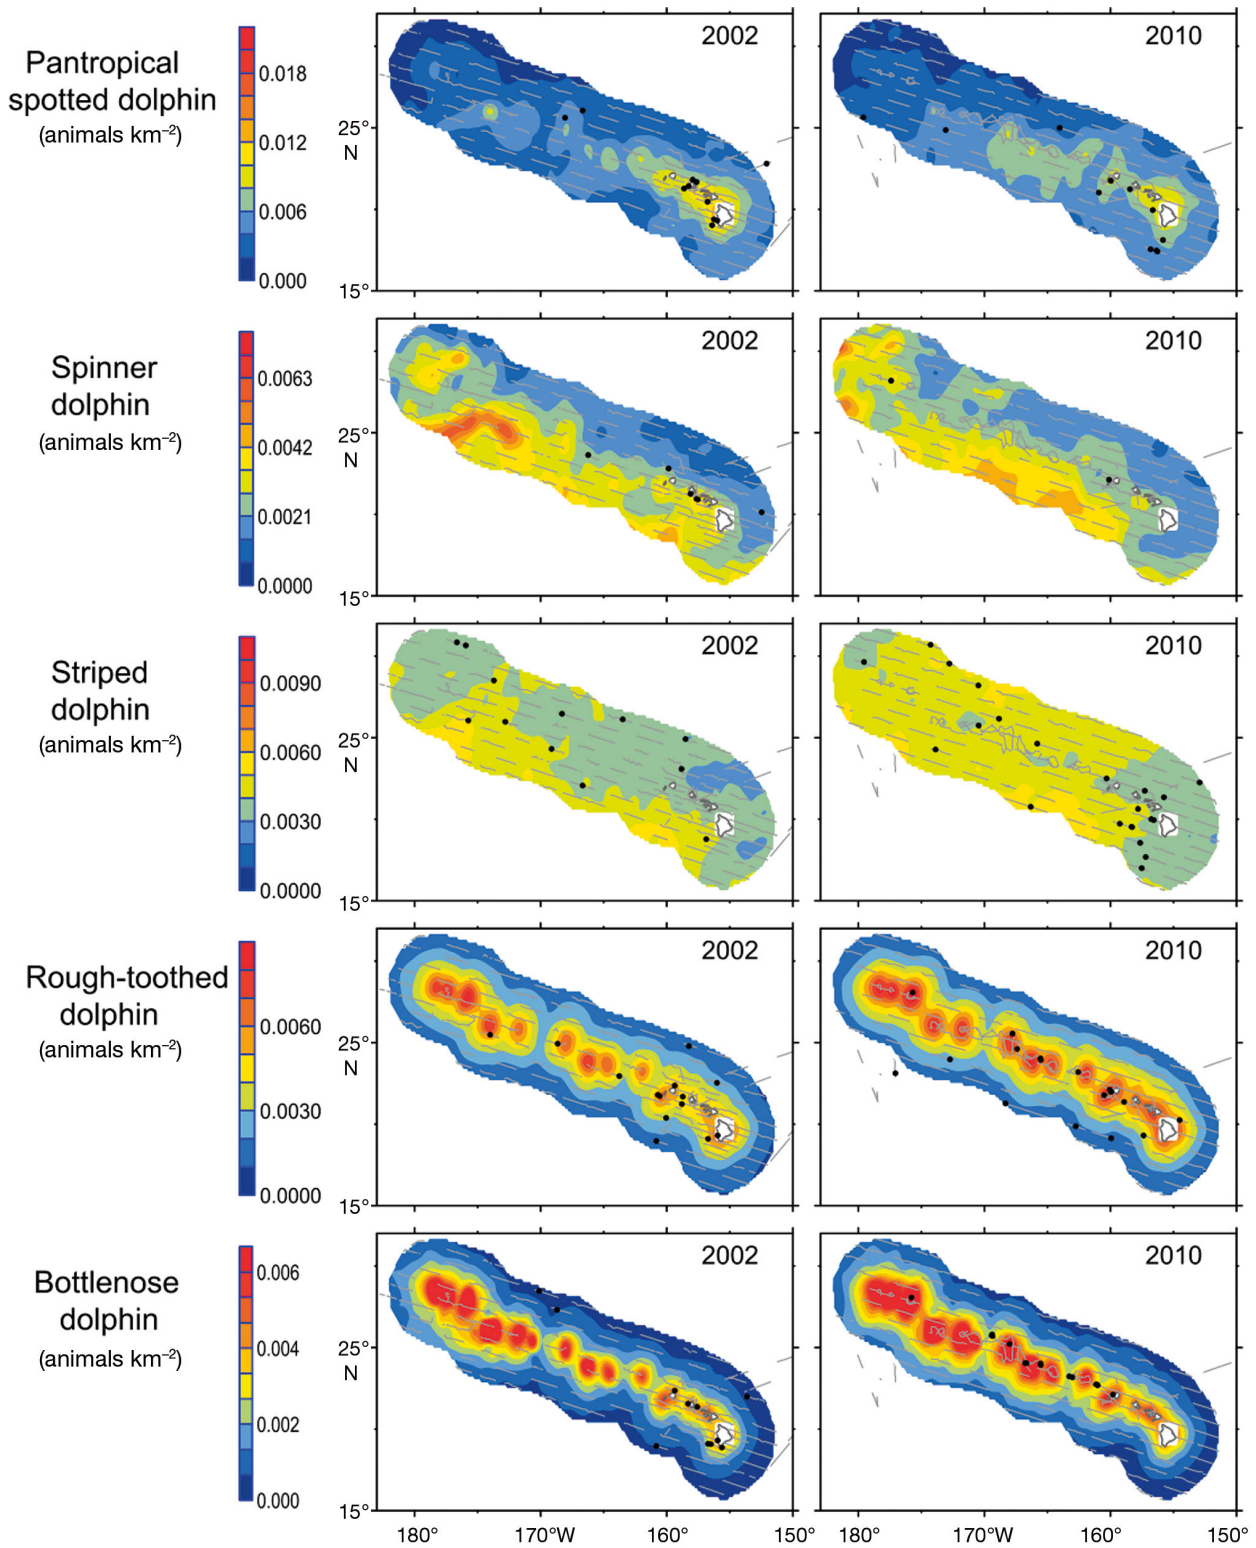 Pantropical
spotted dolphin
(animals km⁻²)
0.018
0.012
0.006
0.000
2002
25°
N
15°
2010
Spinner
dolphin
(animals km⁻²)
0.0063
0.0042
0.0021
0.0000
2002
25°
N
15°
2010
Striped
dolphin
(animals km⁻²)
0.0090
0.0060
0.0030
0.0000
2002
25°
N
15°
2010
Rough-toothed
dolphin
(animals km⁻²)
0.0060
0.0030
0.0000
2002
25°
N
15°
2010
Bottlenose
dolphin
(animals km⁻²)
0.006
0.004
0.002
0.000
2002
25°
N
15°
2010
180° 170°W 160° 150° 180° 170°W 160° 150°